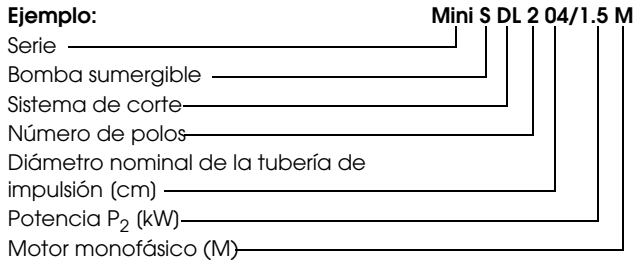 Ejemplo: Mini S DL 2 04/1.5 M
Serie
Bomba sumergible
Sistema de corte
Número de polos
Diámetro nominal de la tubería de
impulsión (cm)
Potencia P₂ (kW)
Motor monofásico (M)